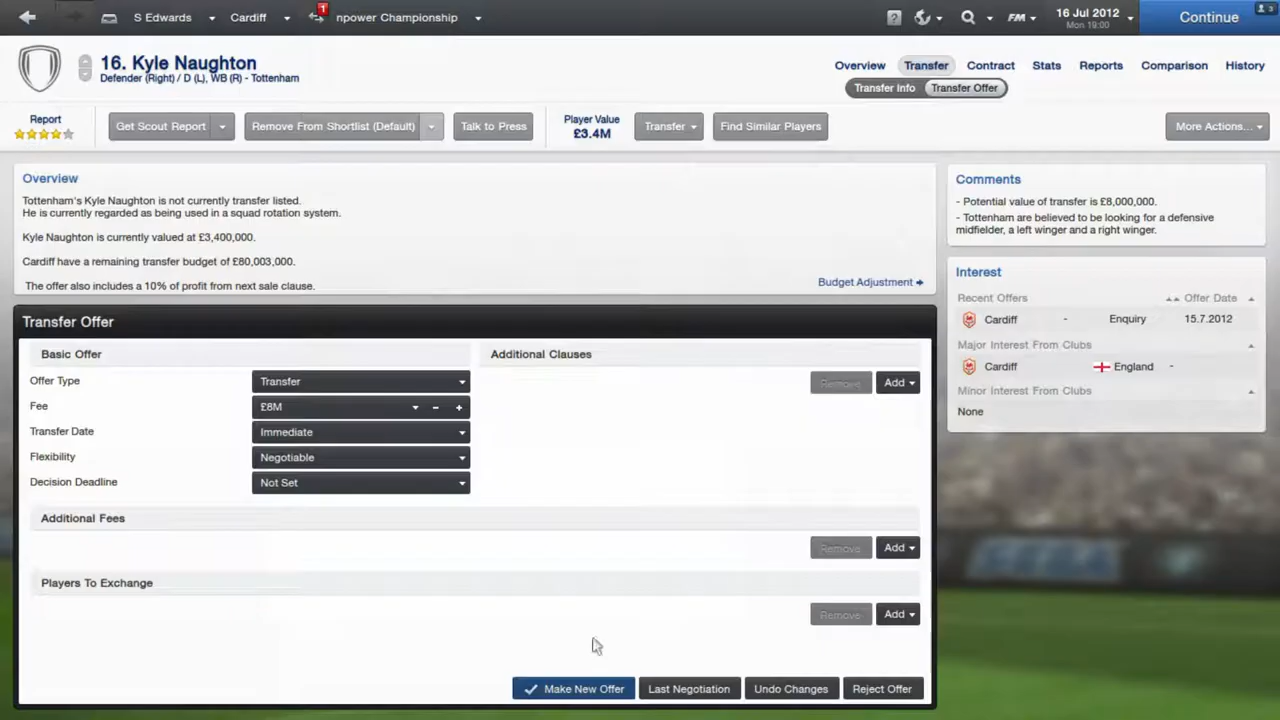 S Edwards
Cardiff
1
npower Championship
?
FM
16 Jul 2012
Mon 19:00
Continue
3
16. Kyle Naughton
Defender (Right) / D (L), WB (R) - Tottenham
Overview
Transfer
Contract
Stats
Reports
Comparison
History
Transfer Info
Transfer Offer
Report
Get Scout Report
Remove From Shortlist (Default)
Talk to Press
Player Value
£3.4M
Transfer
Find Similar Players
More Actions...
Overview
Tottenham's Kyle Naughton is not currently transfer listed.
He is currently regarded as being used in a squad rotation system.
Kyle Naughton is currently valued at £3,400,000.
Cardiff have a remaining transfer budget of £80,003,000.
The offer also includes a 10% of profit from next sale clause.
Budget Adjustment
Comments
- Potential value of transfer is £8,000,000.
- Tottenham are believed to be looking for a defensive
midfielder, a left winger and a right winger.
Interest
Recent Offers
Offer Date
Cardiff - Enquiry 15.7.2012
Major Interest From Clubs
Cardiff England -
Minor Interest From Clubs
None
Transfer Offer
Basic Offer
Offer Type Transfer
Fee £8M - +
Transfer Date Immediate
Flexibility Negotiable
Decision Deadline Not Set
Additional Clauses
Remove Add
Additional Fees
Remove Add
Players To Exchange
Remove Add
Make New Offer
Last Negotiation
Undo Changes
Reject Offer
SEGA